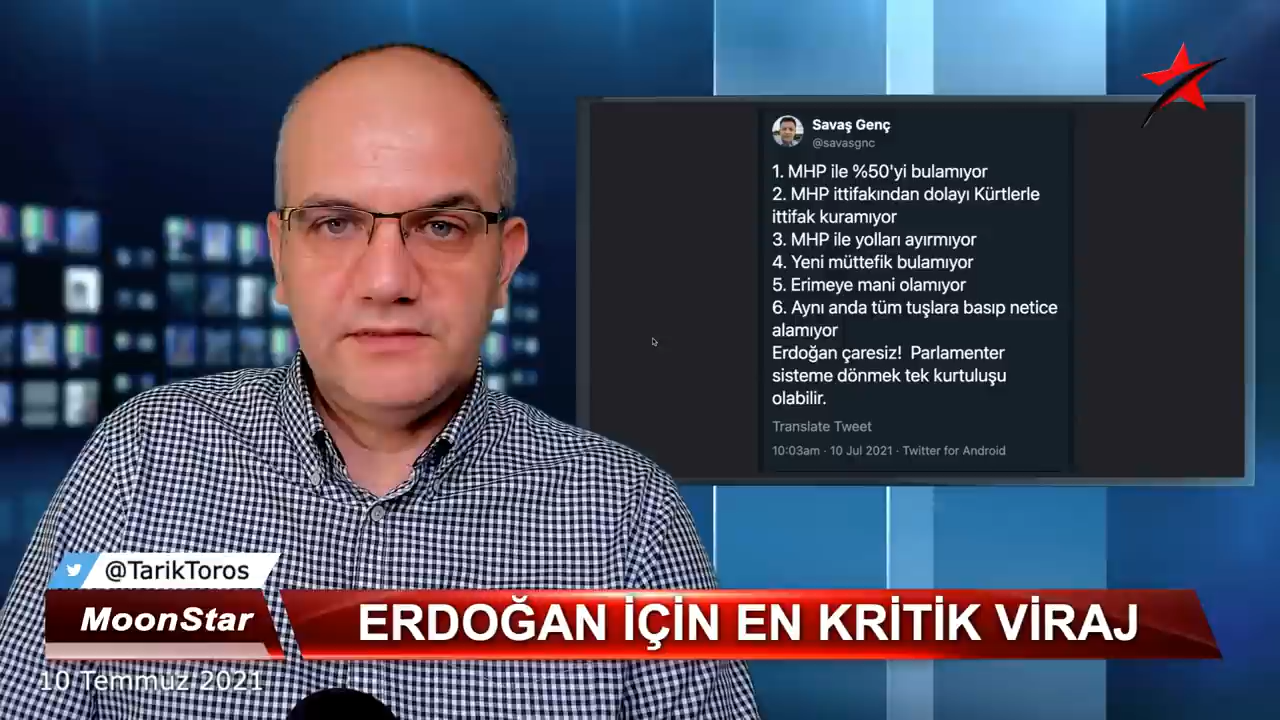 Savaş Genç
@savasgnc
1. MHP ile %50'yi bulamıyor
2. MHP ittifakından dolayı Kürtlerle
ittifak kuramıyor
3. MHP ile yolları ayırmıyor
4. Yeni müttefik bulamıyor
5. Erimeye mani olamıyor
6. Aynı anda tüm tuşlara basıp netice
alamıyor
Erdoğan çaresiz!  Parlamenter
sisteme dönmek tek kurtuluşu
olabilir.
Translate Tweet
10:03am · 10 Jul 2021 · Twitter for Android
@TarikToros
MoonStar
ERDOĞAN İÇİN EN KRİTİK VİRAJ
10 Temmuz 2021